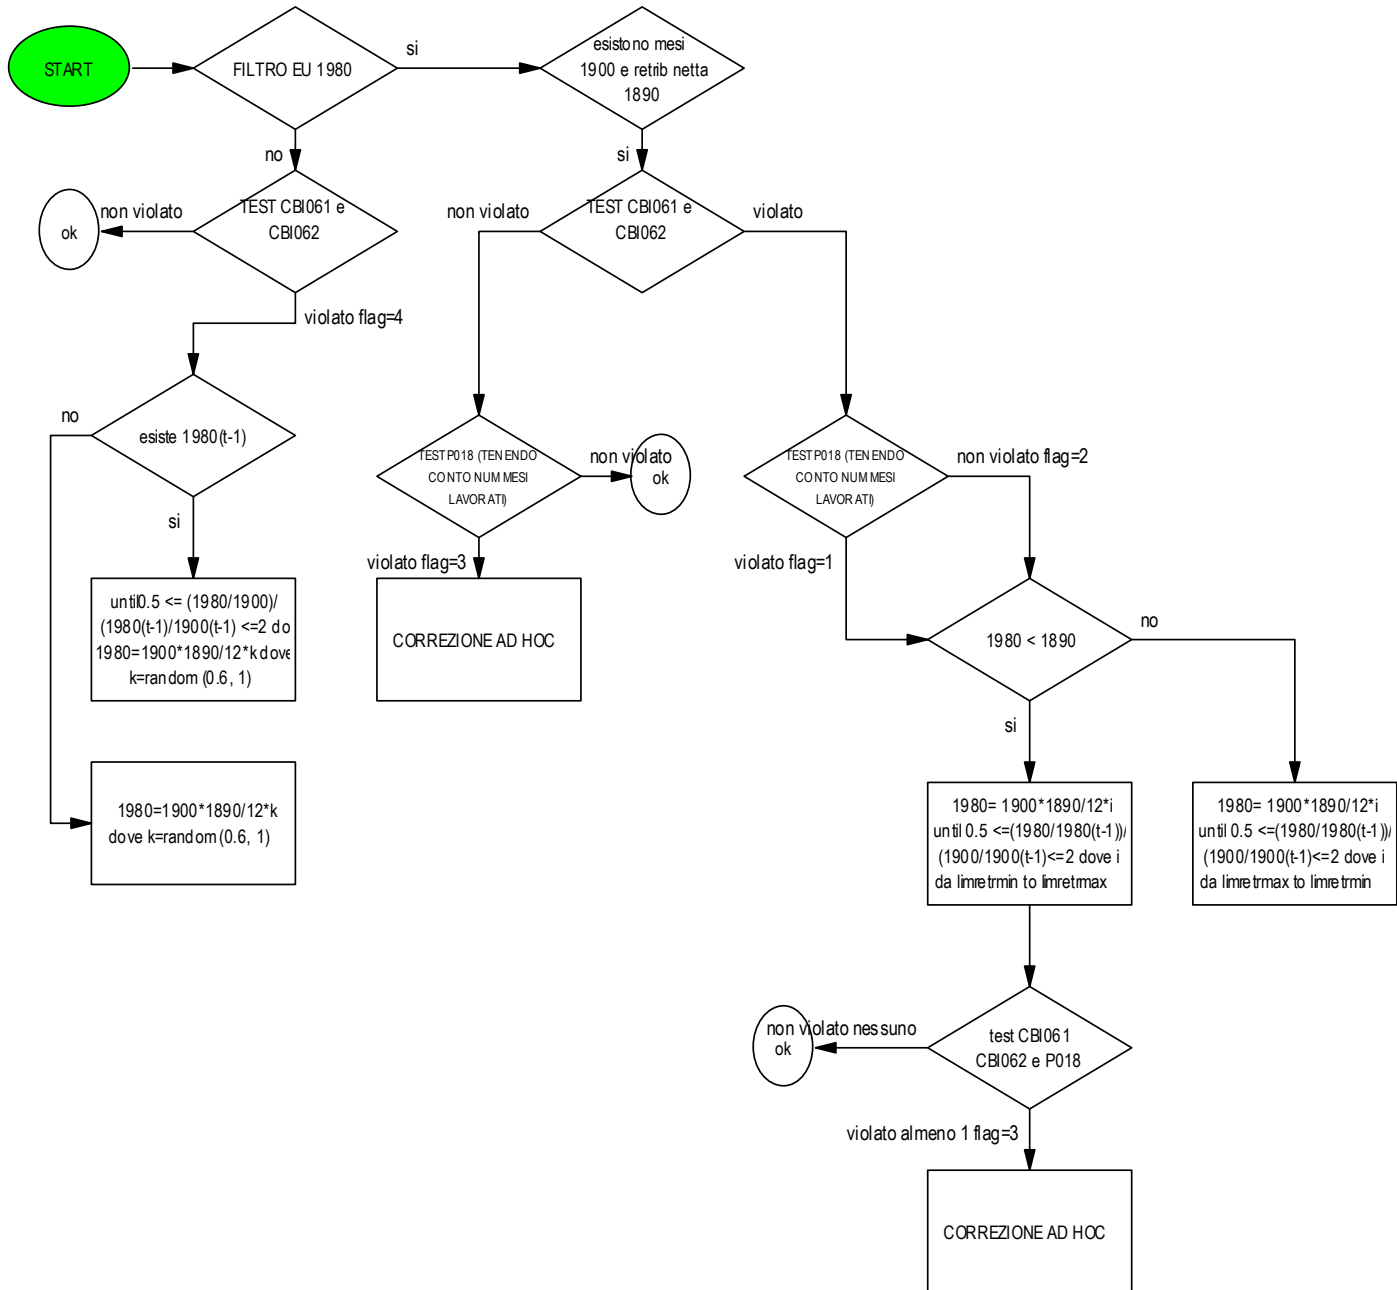 START
FILTRO EU 1980
si
esistono mesi
1900 e retrib netta
1890
no
si
TEST CBI061 e
CBI062
non violato
ok
violato flag=4
non violato
TEST CBI061 e
CBI062
violato
no
esiste 1980(t-1)
si
TEST P018 (TENENDO
CONTO NUM MESI
LAVORATI)
non violato
ok
violato flag=3
TEST P018 (TENENDO
CONTO NUM MESI
LAVORATI)
non violato flag=2
violato flag=1
until0.5 <= (1980/1900)/
(1980(t-1)/1900(t-1) <=2 do
1980=1900*1890/12*k dove
k=random (0.6, 1)
CORREZIONE AD HOC
1980 < 1890
no
si
1980=1900*1890/12*k
dove k=random(0.6, 1)
1980= 1900*1890/12*i
until 0.5 <=(1980/1980(t-1))/
(1900/1900(t-1)<=2 dove i
da limretrmin to limretrmax
1980= 1900*1890/12*i
until 0.5 <=(1980/1980(t-1))/
(1900/1900(t-1)<=2 dove i
da limretrmax to limretrmin
non violato nessuno
ok
test CBI061
CBI062 e P018
violato almeno 1 flag=3
CORREZIONE AD HOC